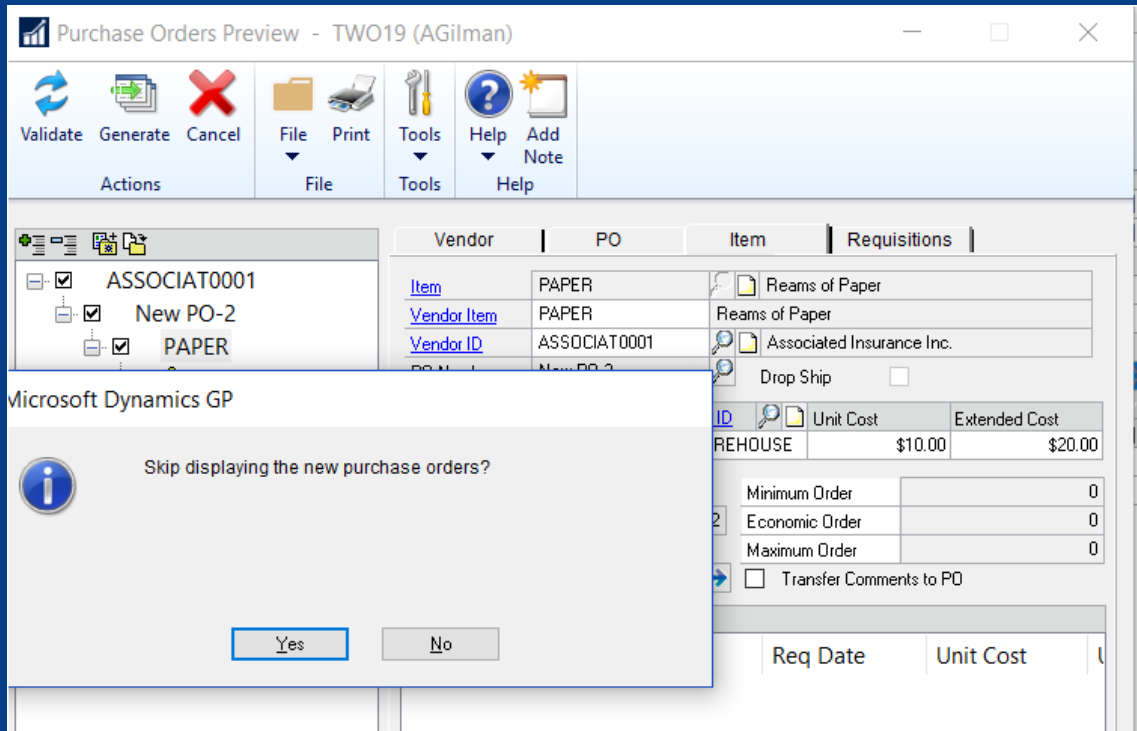 Purchase Orders Preview - TWO19 (AGilman)
Validate Generate Cancel File Print Tools Help Add Note
Actions File Tools Help
Vendor PO Item Requisitions
ASSOCIAT0001
New PO-2
PAPER
Item PAPER Reams of Paper
Vendor Item PAPER Reams of Paper
Vendor ID ASSOCIAT0001 Associated Insurance Inc.
New PO-2 Drop Ship
ID Unit Cost Extended Cost
REHOUSE $10.00 $20.00
Minimum Order 0
2 Economic Order 0
Maximum Order 0
Transfer Comments to PO
Req Date Unit Cost
Microsoft Dynamics GP
Skip displaying the new purchase orders?
Yes No